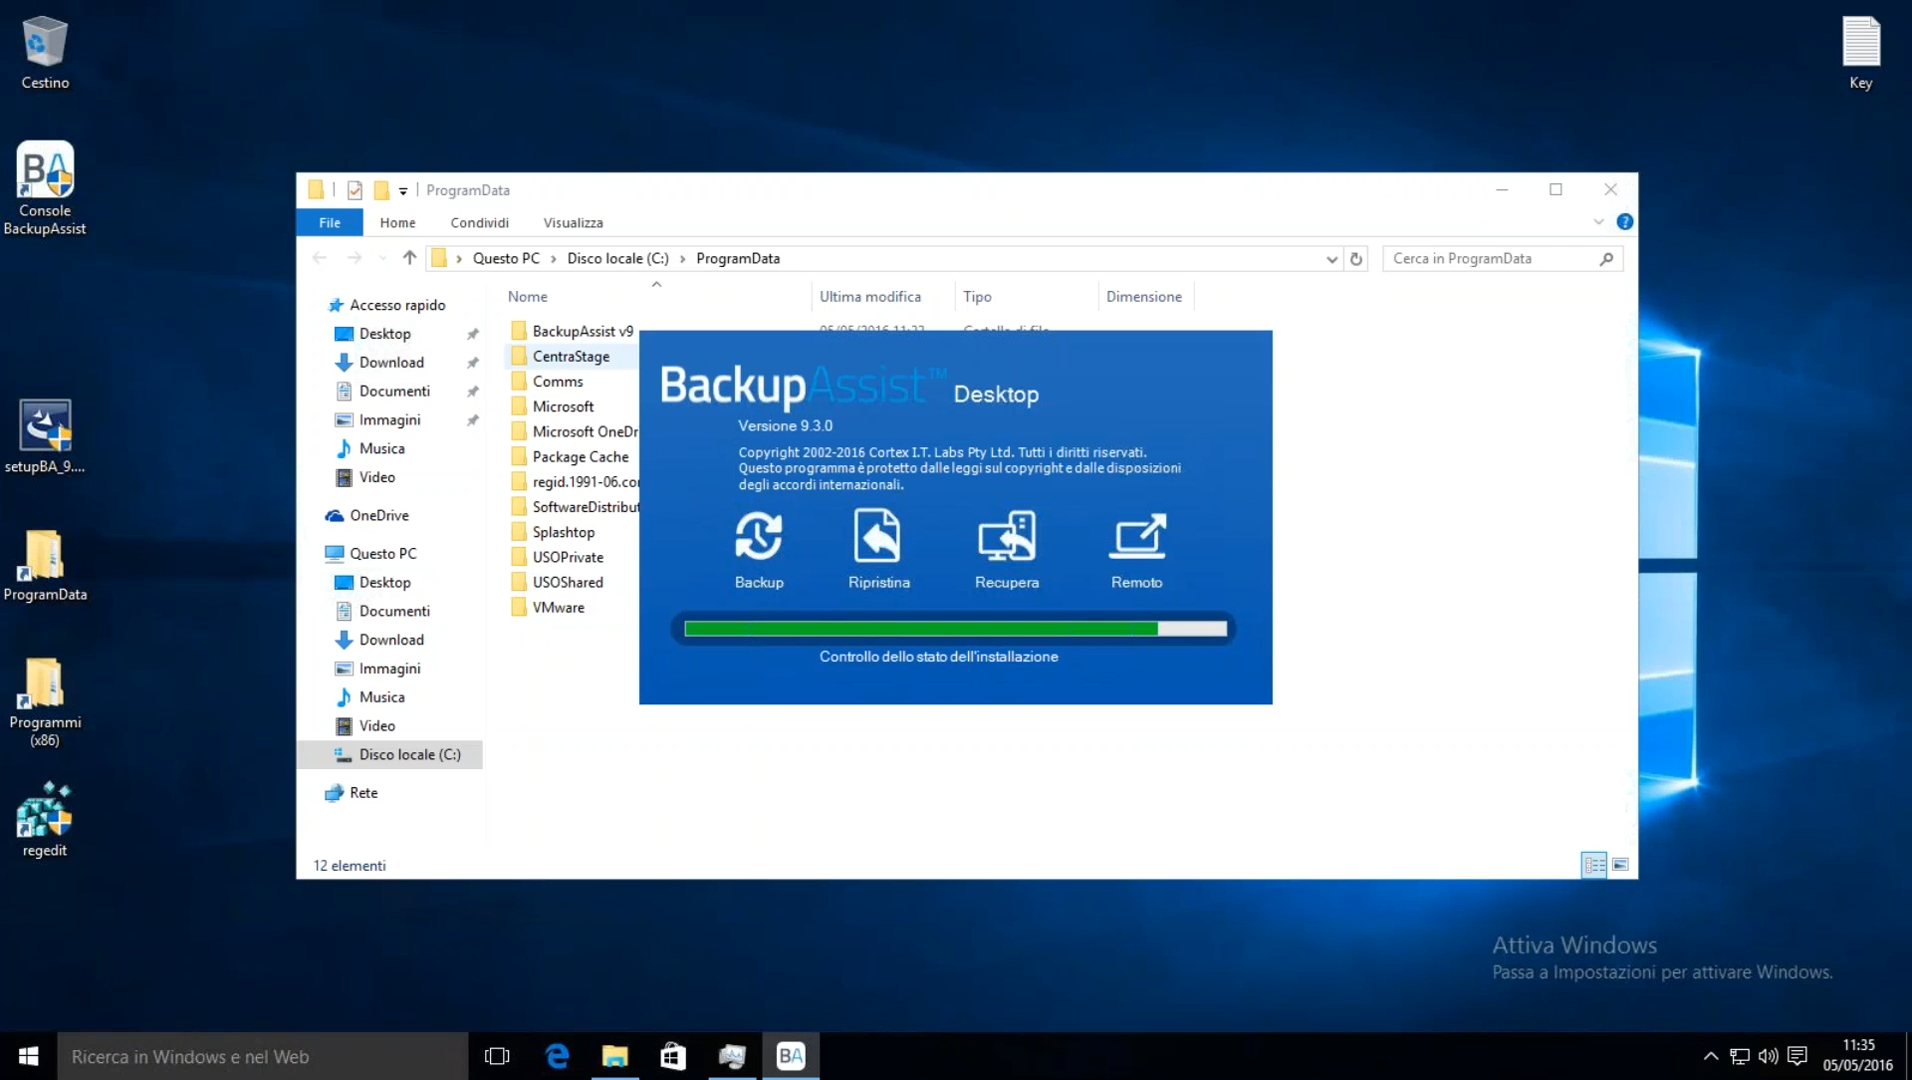 Cestino
Key
Console
BackupAssist
setupBA_9....
ProgramData
Programmi
(x86)
regedit
ProgramData
File Home Condividi Visualizza
Questo PC > Disco locale (C:) > ProgramData
Cerca in ProgramData
Nome Ultima modifica Tipo Dimensione
Accesso rapido
Desktop
Download
Documenti
Immagini
Musica
Video
OneDrive
Questo PC
Desktop
Documenti
Download
Immagini
Musica
Video
Disco locale (C:)
Rete
BackupAssist v9
CentraStage
Comms
Microsoft
Microsoft OneDr
Package Cache
regid.1991-06.co
SoftwareDistribut
Splashtop
USOPrivate
USOShared
VMware
BackupAssist™ Desktop
Versione 9.3.0
Copyright 2002-2016 Cortex I.T. Labs Pty Ltd. Tutti i diritti riservati.
Questo programma è protetto dalle leggi sul copyright e dalle disposizioni
degli accordi internazionali.
Backup Ripristina Recupera Remoto
Controllo dello stato dell'installazione
12 elementi
Attiva Windows
Passa a Impostazioni per attivare Windows.
Ricerca in Windows e nel Web
BA
11:35
05/05/2016